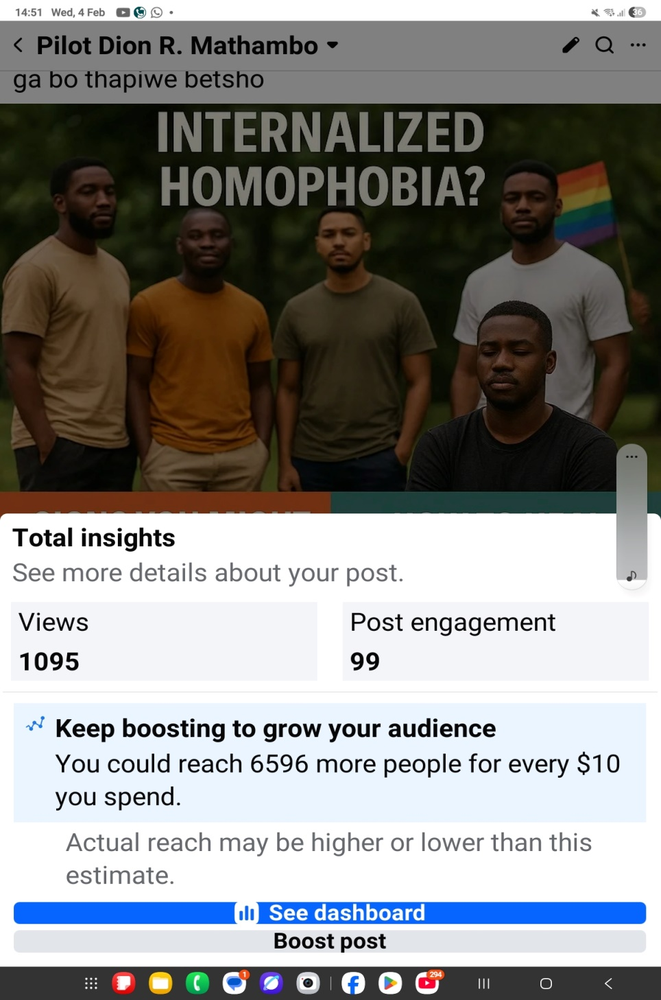 14:51 Wed, 4 Feb
36
Pilot Dion R. Mathambo
ga bo thapiwe betsho
INTERNALIZED
HOMOPHOBIA?
Total insights
See more details about your post.
Views
1095
Post engagement
99
Keep boosting to grow your audience
You could reach 6596 more people for every $10
you spend.
Actual reach may be higher or lower than this
estimate.
See dashboard
Boost post
1
294